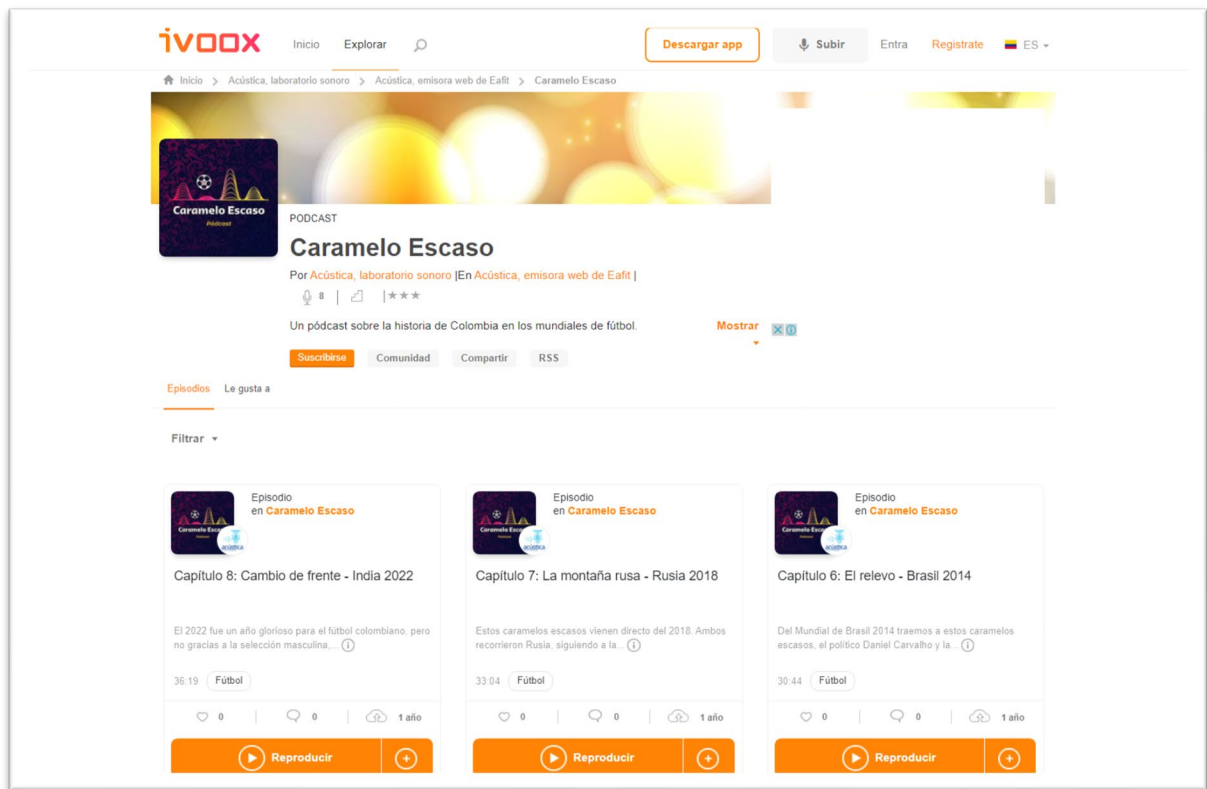 ivoox Inicio Explorar Descargar app Subir Entra Registrate ES
Inicio > Acústica, laboratorio sonoro > Acústica, emisora web de Eafit > Caramelo Escaso
Caramelo Escaso
Pódcast
PODCAST
Caramelo Escaso
Por Acústica, laboratorio sonoro |En Acústica, emisora web de Eafit |
8 | | ★★★
Un pódcast sobre la historia de Colombia en los mundiales de fútbol. Mostrar
Suscribirse Comunidad Compartir RSS
Episodios Le gusta a
Filtrar
Caramelo Escaso
acústica
Episodio
en Caramelo Escaso
Capítulo 8: Cambio de frente - India 2022
El 2022 fue un año glorioso para el fútbol colombiano, pero
no gracias a la selección masculina,...
36:19 Fútbol
0 | 0 | 1 año
Reproducir
acústica
Episodio
en Caramelo Escaso
Capítulo 7: La montaña rusa - Rusia 2018
Estos caramelos escasos vienen directo del 2018. Ambos
recorrieron Rusia, siguiendo a la...
33:04 Fútbol
0 | 0 | 1 año
Reproducir
acústica
Episodio
en Caramelo Escaso
Capítulo 6: El relevo - Brasil 2014
Del Mundial de Brasil 2014 traemos a estos caramelos
escasos, el político Daniel Carvalho y la...
30:44 Fútbol
0 | 0 | 1 año
Reproducir